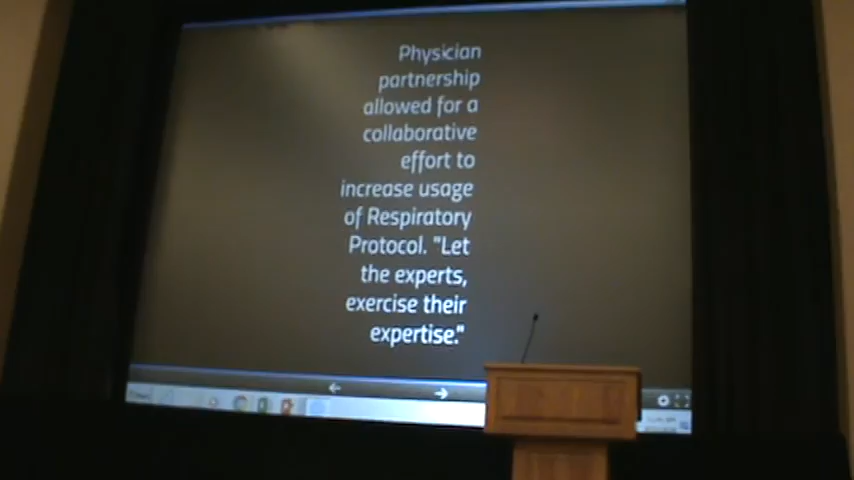 Physician
partnership
allowed for a
collaborative
effort to
increase usage
of Respiratory
Protocol. "Let
the experts,
exercise their
expertise."